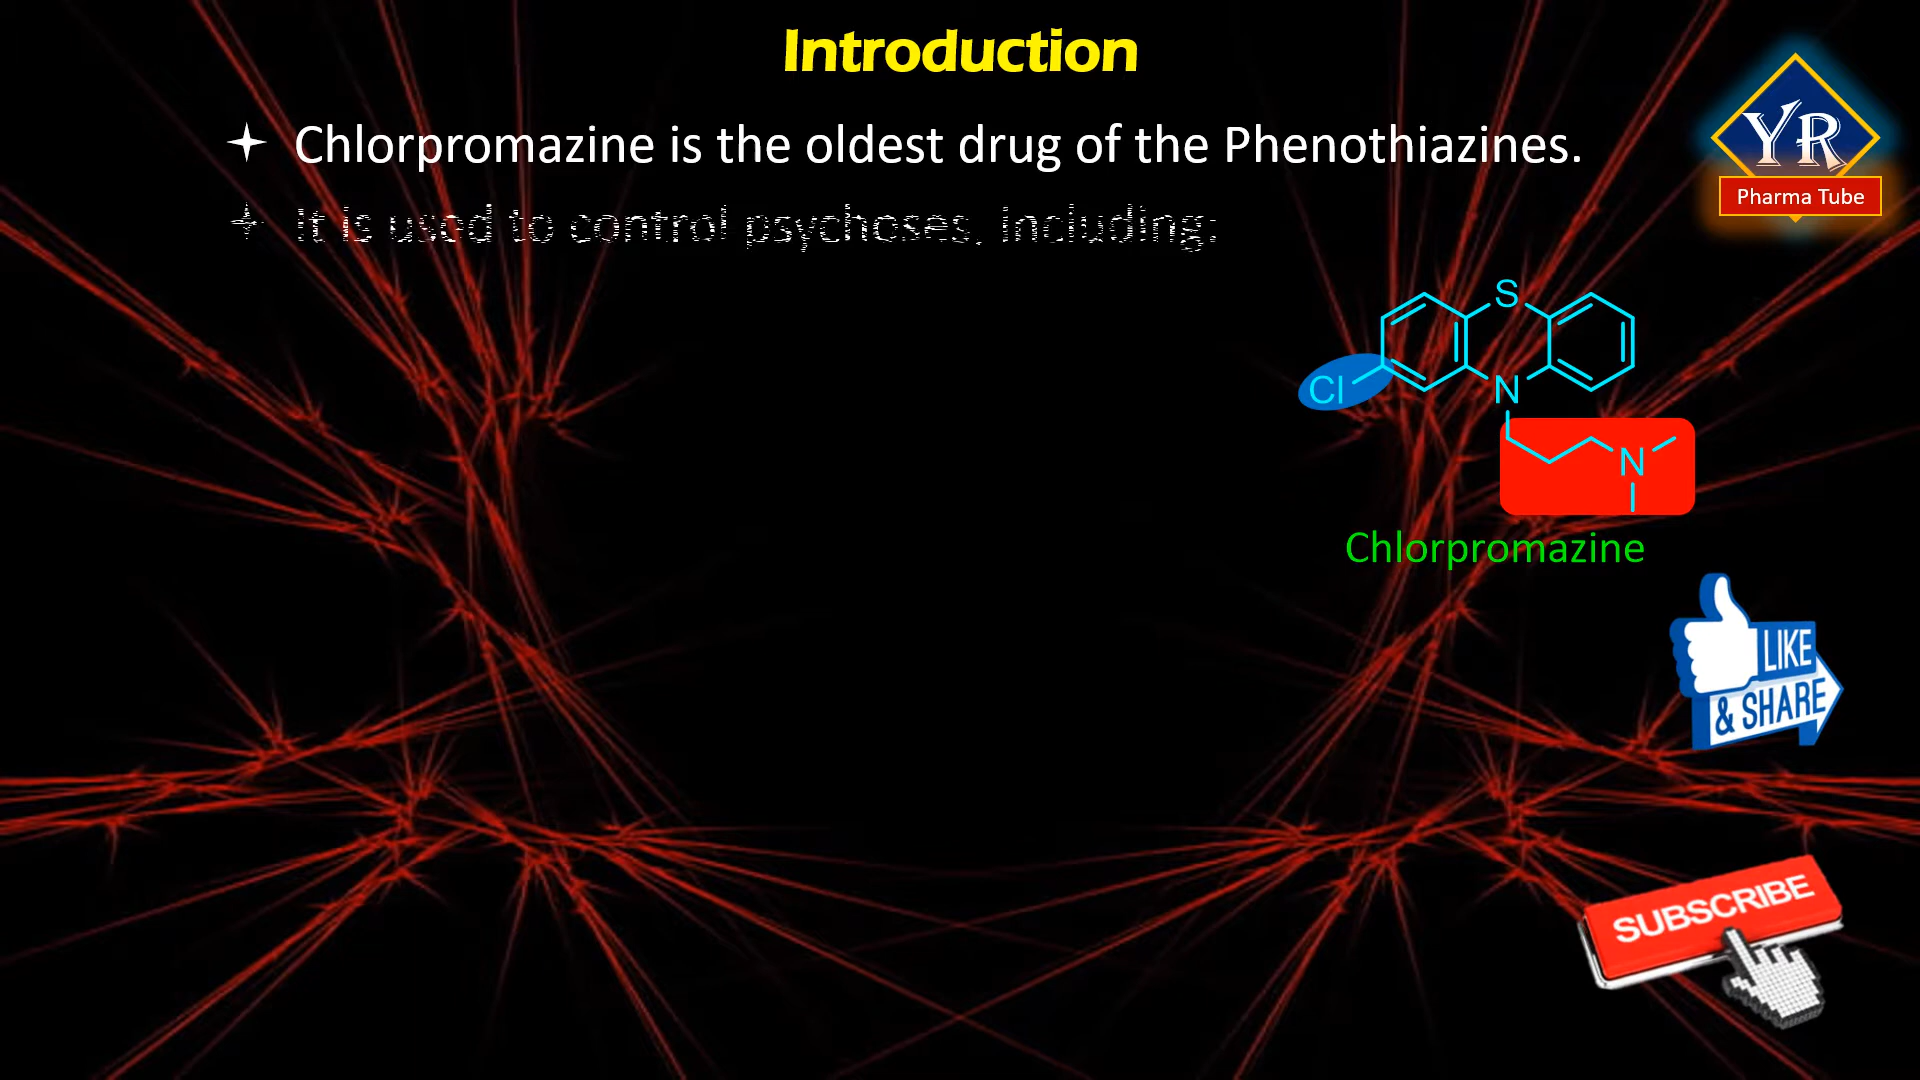 Introduction
Chlorpromazine is the oldest drug of the Phenothiazines.
It is used to control psychoses, including:
YR
Pharma Tube
S
Cl
N
N
Chlorpromazine
LIKE
& SHARE
SUBSCRIBE